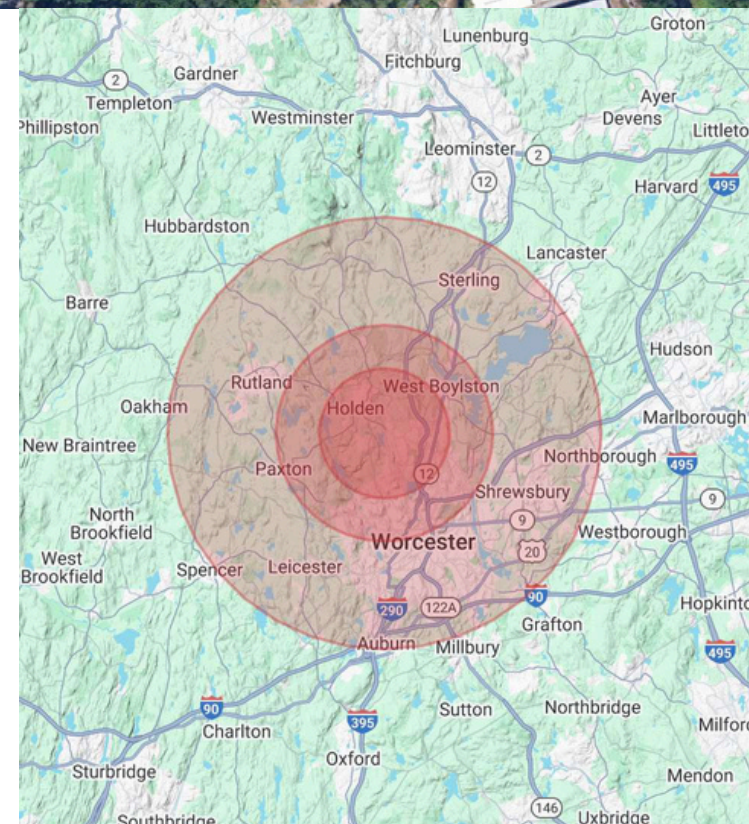 Groton
Lunenburg
Fitchburg
Gardner
2
Templeton
Ayer
Devens
Westminster
Phillipston
Littleto
Leominster
2
12
Harvard
495
Hubbardston
Lancaster
Sterling
Barre
Hudson
Rutland
West Boylston
Oakham
Holden
Marlborough
New Braintree
Northborough
495
Paxton
12
Shrewsbury
9
North
Brookfield
9
Worcester
Westborough
20
West
Brookfield
Spencer
Leicester
90
290
122A
Hopkinto
Grafton
Auburn
Millbury
495
90
Sutton
Northbridge
395
Charlton
Milford
Oxford
Sturbridge
Mendon
146
Southbridge
Uxbridge